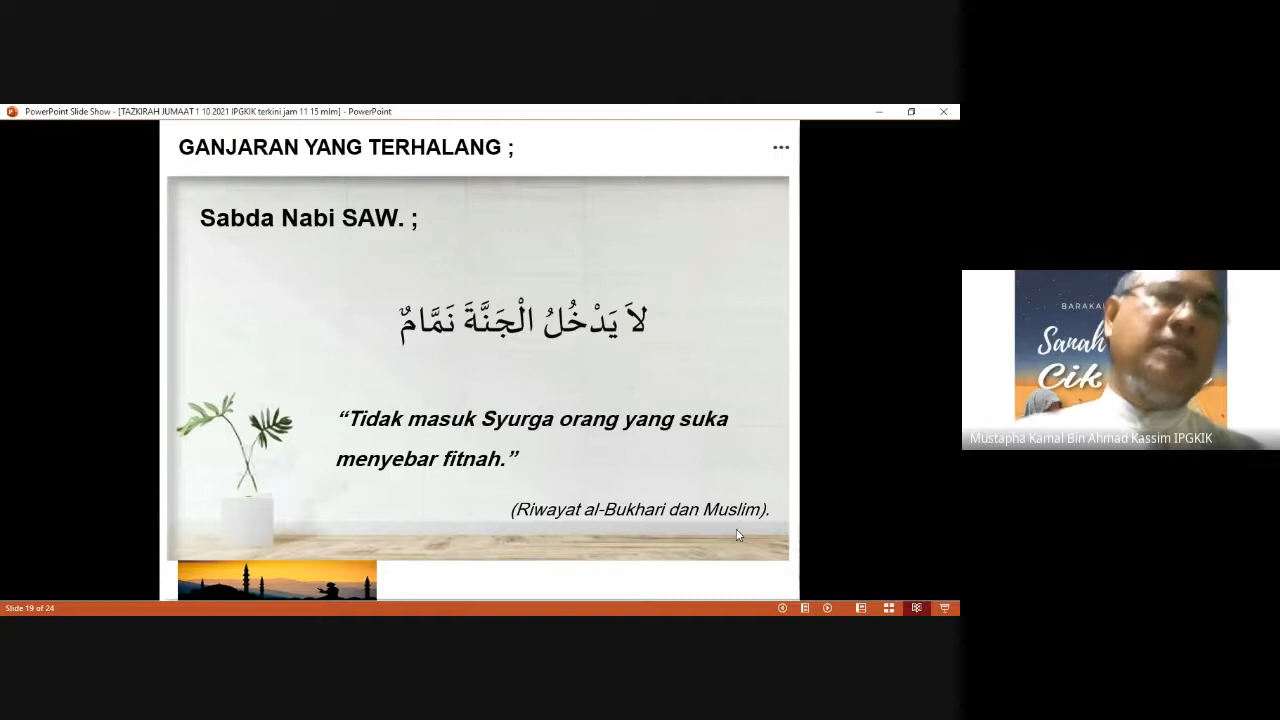 PowerPoint Slide Show - [TAZKIRAH JUMAAT 1 10 2021 IPGKIK terkini jam 11 15 mlm] - PowerPoint
GANJARAN YANG TERHALANG ;
Sabda Nabi SAW. ;
لاَ يَدْخُلُ الْجَنَّةَ نَمَّامٌ
“Tidak masuk Syurga orang yang suka
menyebar fitnah.”
(Riwayat al-Bukhari dan Muslim).
Slide 19 of 24
Sanah
Cik
Mustapha Kamal Bin Ahmad Kassim IPGKIK